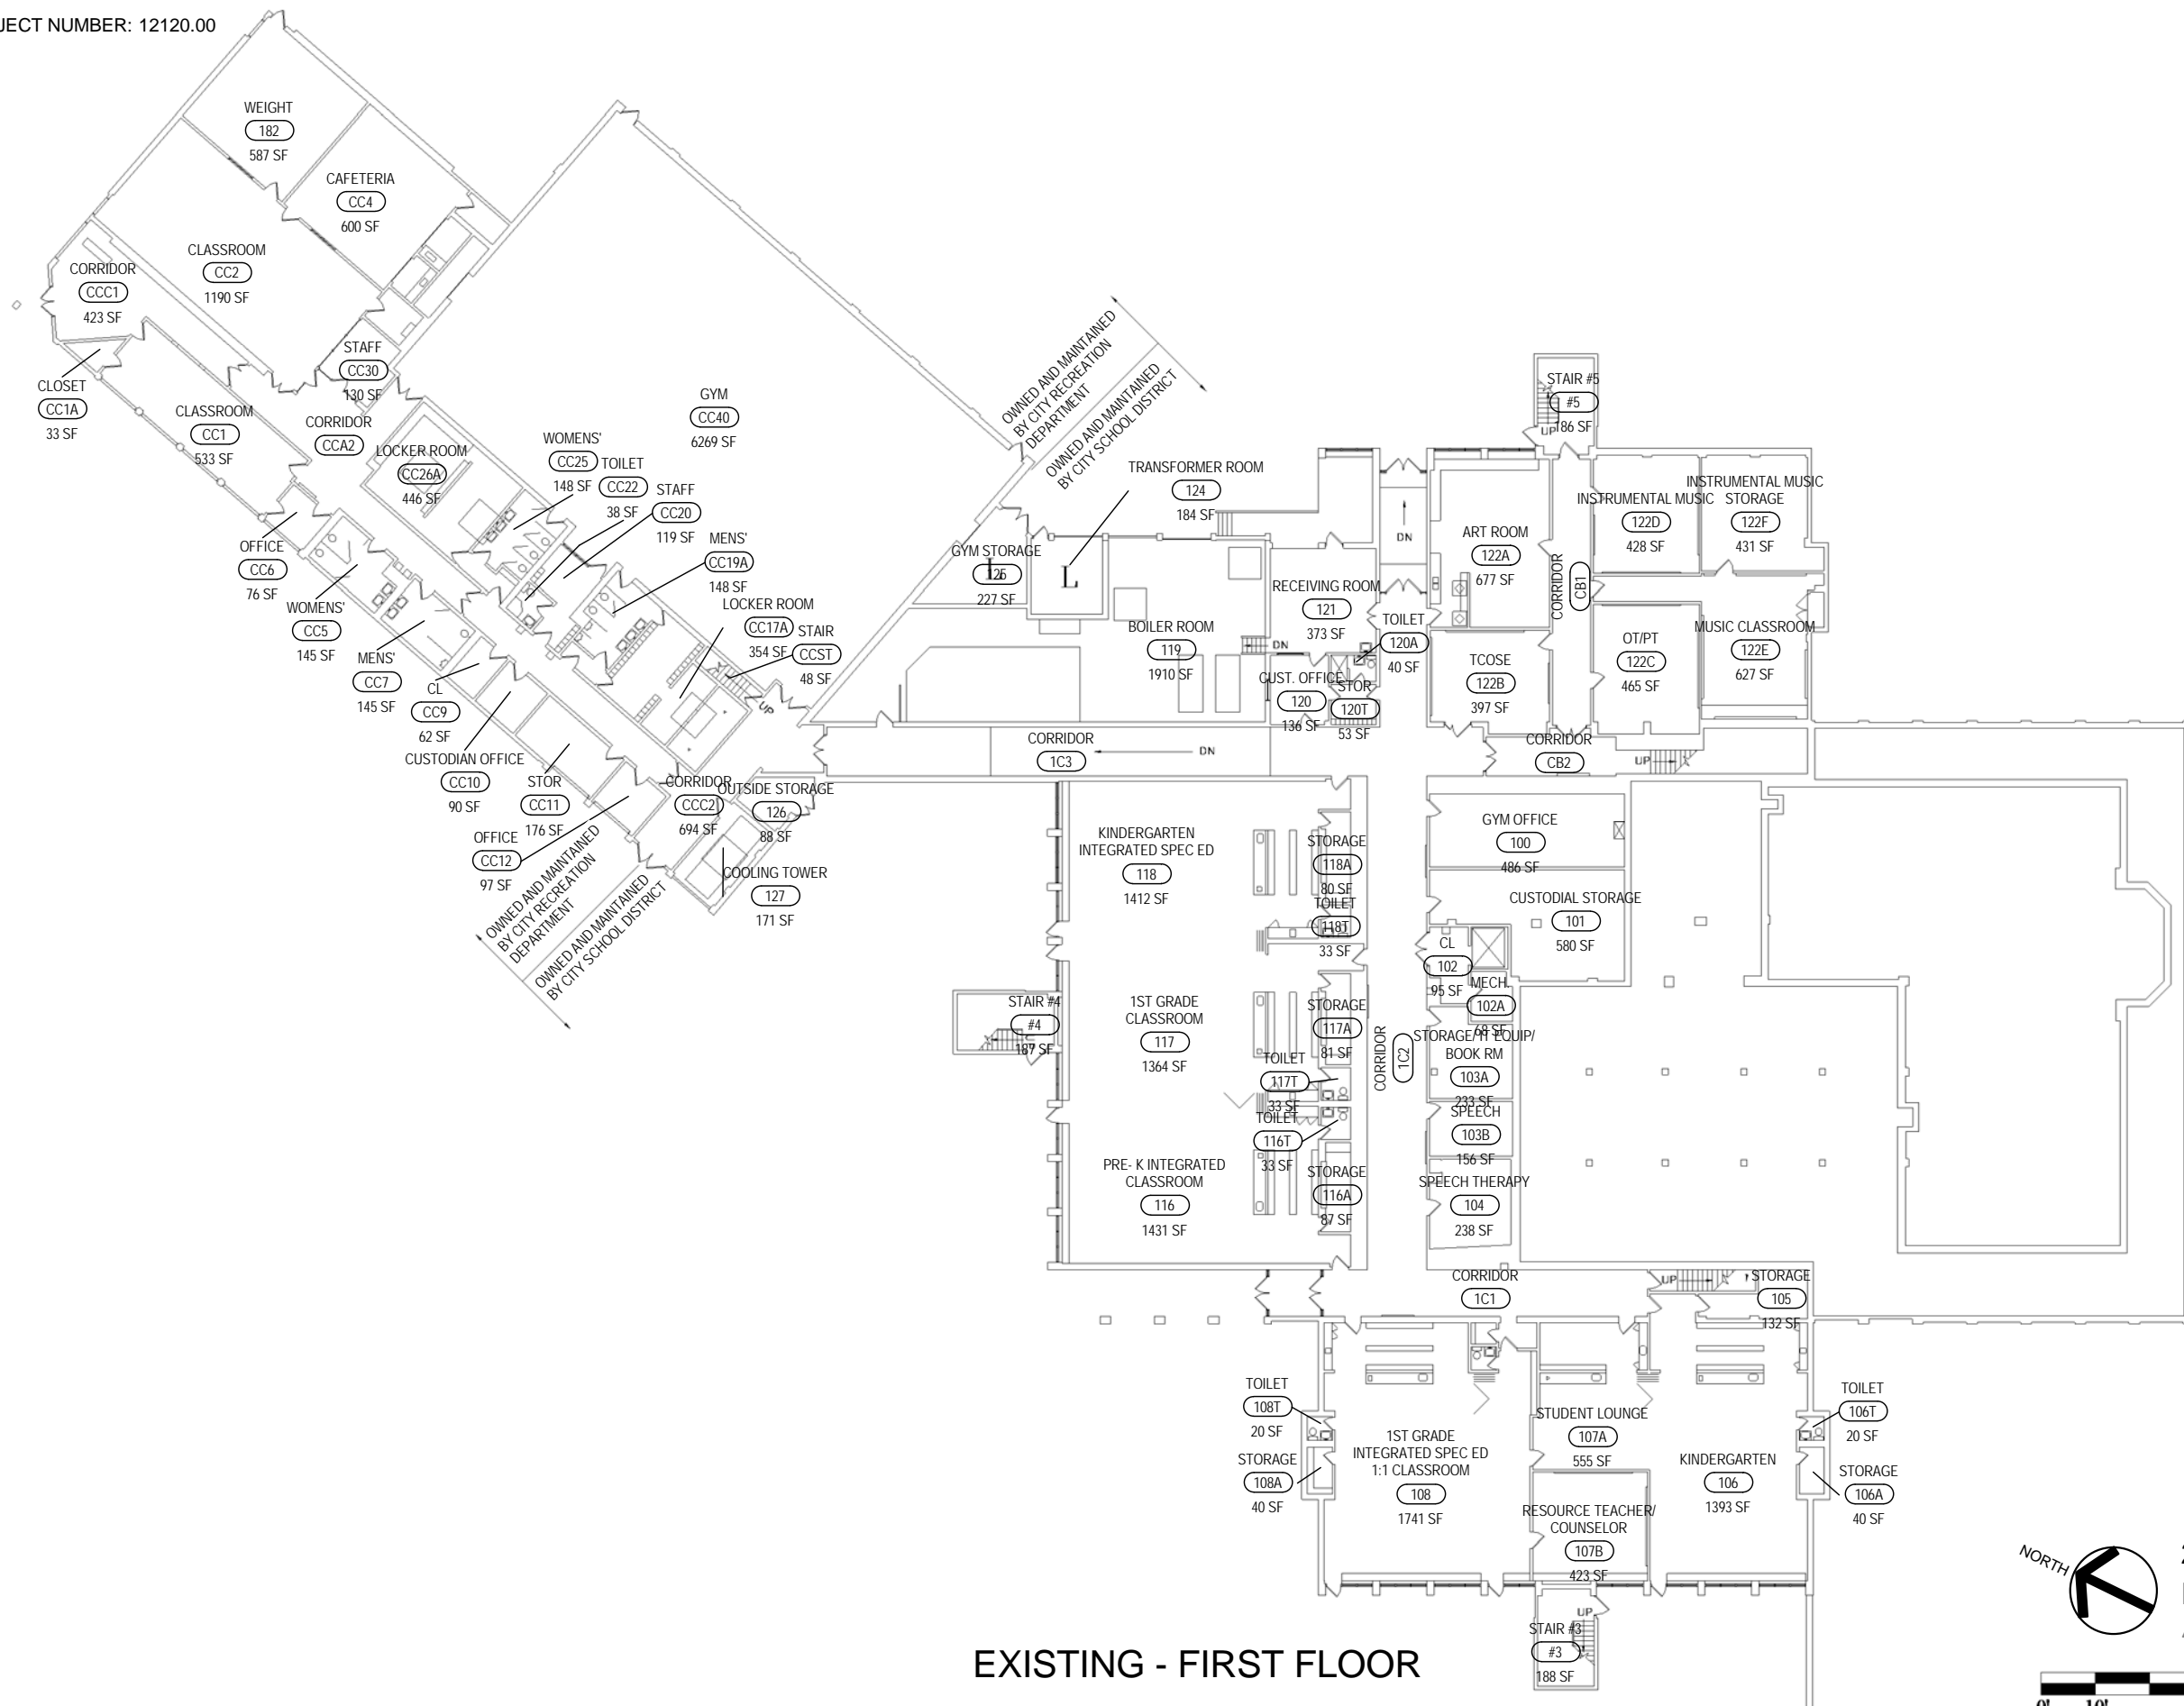 JECT NUMBER: 12120.00
WEIGHT
182
587 SF
CAFETERIA
CC4
600 SF
CLASSROOM
CC2
1190 SF
CORRIDOR
CCC1
423 SF
STAFF
CC30
130 SF
CLOSET
CC1A
33 SF
CLASSROOM
CC1
533 SF
CORRIDOR
CCA2
LOCKER ROOM
CC26A
446 SF
GYM
CC40
6269 SF
WOMENS'
CC25
148 SF
TOILET
CC22
38 SF
STAFF
CC20
119 SF
MENS'
CC19A
148 SF
LOCKER ROOM
CC17A
354 SF
STAIR
CCST
48 SF
UP
OFFICE
CC6
76 SF
WOMENS'
CC5
145 SF
MENS'
CC7
145 SF
CL
CC9
62 SF
CUSTODIAN OFFICE
CC10
90 SF
STOR
CC11
176 SF
OFFICE
CC12
97 SF
CORRIDOR
CCC2
694 SF
OUTSIDE STORAGE
126
88 SF
COOLING TOWER
127
171 SF
OWNED AND MAINTAINED
BY CITY RECREATION
DEPARTMENT
OWNED AND MAINTAINED
BY CITY SCHOOL DISTRICT
OWNED AND MAINTAINED
BY CITY RECREATION
DEPARTMENT
OWNED AND MAINTAINED
BY CITY SCHOOL DISTRICT
TRANSFORMER ROOM
124
184 SF
L
GYM STORAGE
227 SF
BOILER ROOM
119
1910 SF
DN
RECEIVING ROOM
121
373 SF
DN
TOILET
120A
40 SF
CUST. OFFICE
120
136 SF
STOR
120T
53 SF
STAIR #5
#5
186 SF
UP
ART ROOM
122A
677 SF
CORRIDOR
CB1
INSTRUMENTAL MUSIC
122D
428 SF
INSTRUMENTAL MUSIC
STORAGE
122F
431 SF
TCOSE
122B
397 SF
OT/PT
122C
465 SF
MUSIC CLASSROOM
122E
627 SF
CORRIDOR
1C3
DN
CORRIDOR
CB2
UP
KINDERGARTEN
INTEGRATED SPEC ED
118
1412 SF
STORAGE
118A
80 SF
TOILET
118T
33 SF
GYM OFFICE
100
486 SF
CUSTODIAL STORAGE
101
580 SF
CL
102
95 SF
MECH.
102A
68 SF
STAIR #4
#4
187 SF
1ST GRADE
CLASSROOM
117
1364 SF
STORAGE
117A
81 SF
TOILET
117T
33 SF
TOILET
116T
33 SF
CORRIDOR
1C2
STORAGE/ IT EQUIP/
BOOK RM
103A
233 SF
SPEECH
103B
156 SF
PRE- K INTEGRATED
CLASSROOM
116
1431 SF
STORAGE
116A
87 SF
SPEECH THERAPY
104
238 SF
CORRIDOR
1C1
UP
STORAGE
105
132 SF
TOILET
108T
20 SF
STORAGE
108A
40 SF
1ST GRADE
INTEGRATED SPEC ED
1:1 CLASSROOM
108
1741 SF
STUDENT LOUNGE
107A
555 SF
RESOURCE TEACHER/
COUNSELOR
107B
423 SF
KINDERGARTEN
106
1393 SF
TOILET
106T
20 SF
STORAGE
106A
40 SF
UP
STAIR #3
#3
188 SF
NORTH
EXISTING - FIRST FLOOR
0' 10'